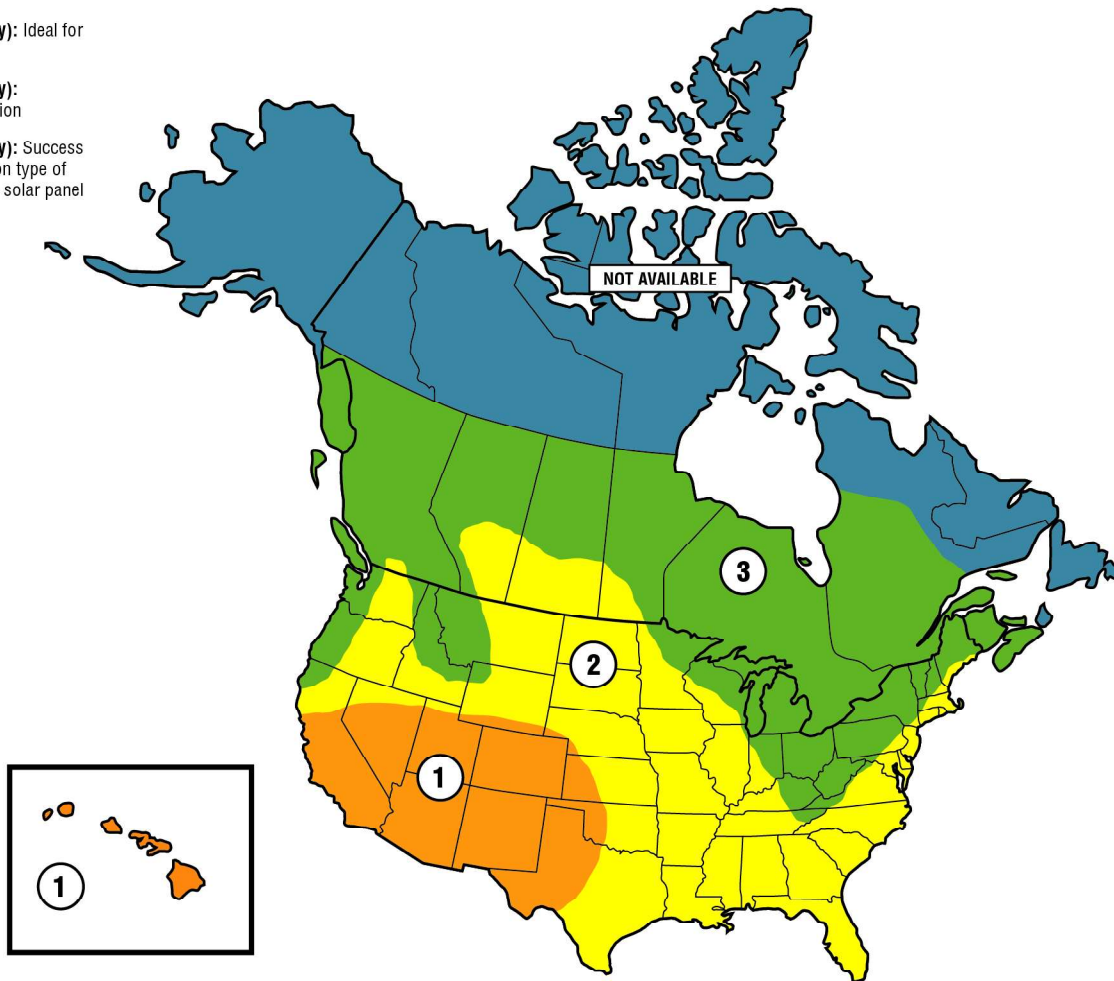 y): Ideal for
y):
ion
y): Success
on type of
solar panel
NOT AVAILABLE
3
2
1
1